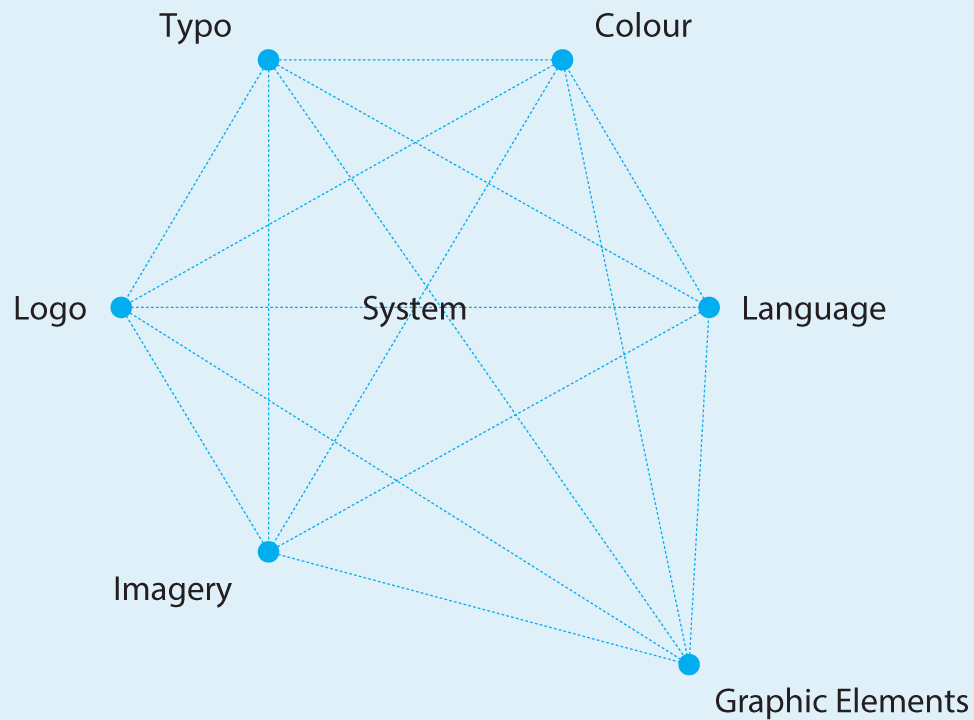 Typo
Colour
Logo
System
Language
Imagery
Graphic Elements